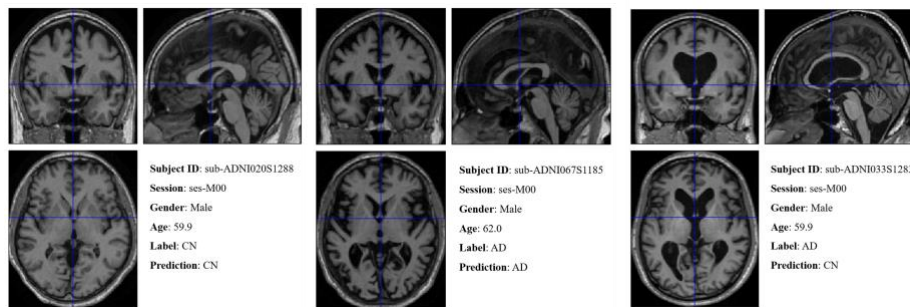 Subject ID: sub-ADNI020S1288
Session: ses-M00
Gender: Male
Age: 59.9
Label: CN
Prediction: CN
Subject ID: sub-ADNI067S1185
Session: ses-M00
Gender: Male
Age: 62.0
Label: AD
Prediction: AD
Subject ID: sub-ADNI033S1283
Session: ses-M00
Gender: Male
Age: 59.9
Label: AD
Prediction: CN